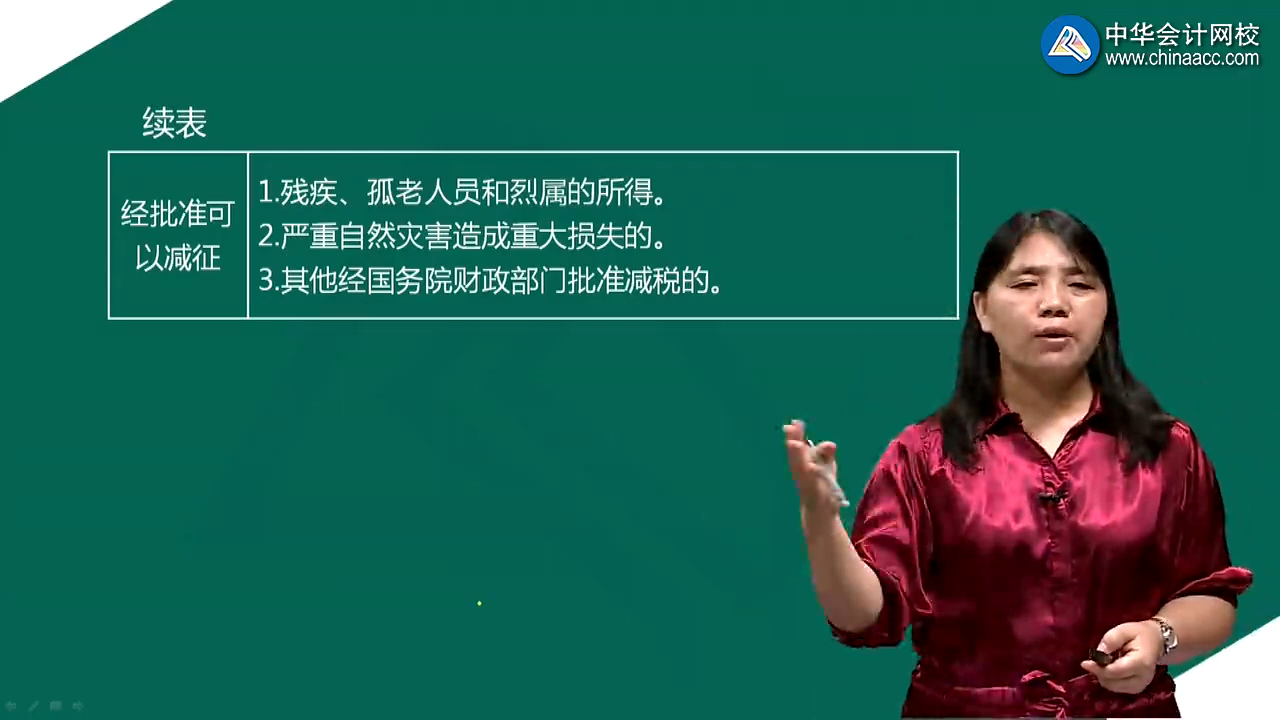 中华会计网校
www.chinaacc.com
续表
经批准可
以减征
1.残疾、孤老人员和烈属的所得。
2.严重自然灾害造成重大损失的。
3.其他经国务院财政部门批准减税的。